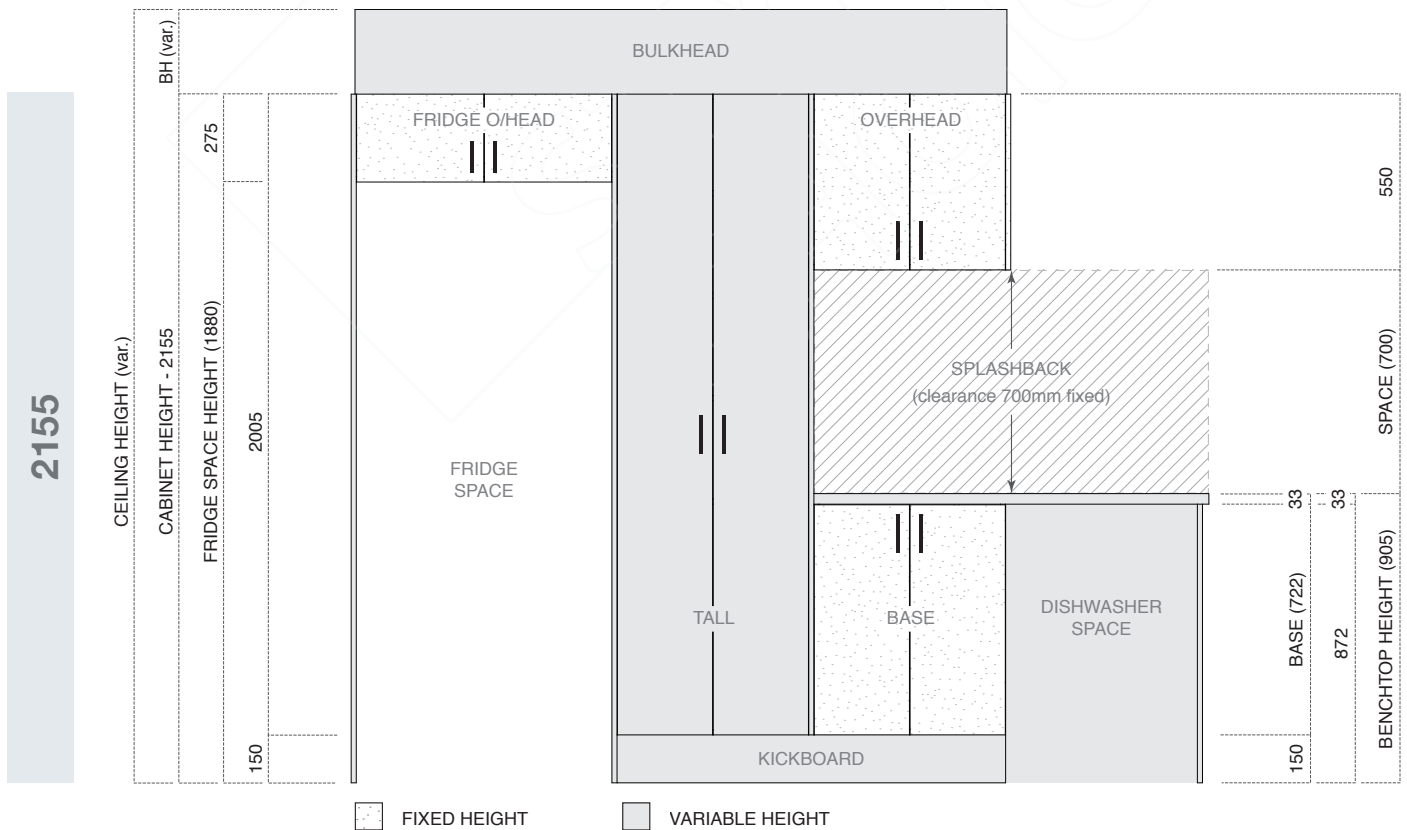 BULKHEAD
BH (var.)
FRIDGE O/HEAD
OVERHEAD
275
550
2155
CEILING HEIGHT (var.)
CABINET HEIGHT - 2155
FRIDGE SPACE HEIGHT (1880)
2005
150
FRIDGE
SPACE
TALL
SPLASHBACK
(clearance 700mm fixed)
SPACE (700)
33
33
BASE
DISHWASHER
SPACE
BASE (722)
872
BENCHTOP HEIGHT (905)
150
KICKBOARD
FIXED HEIGHT
VARIABLE HEIGHT